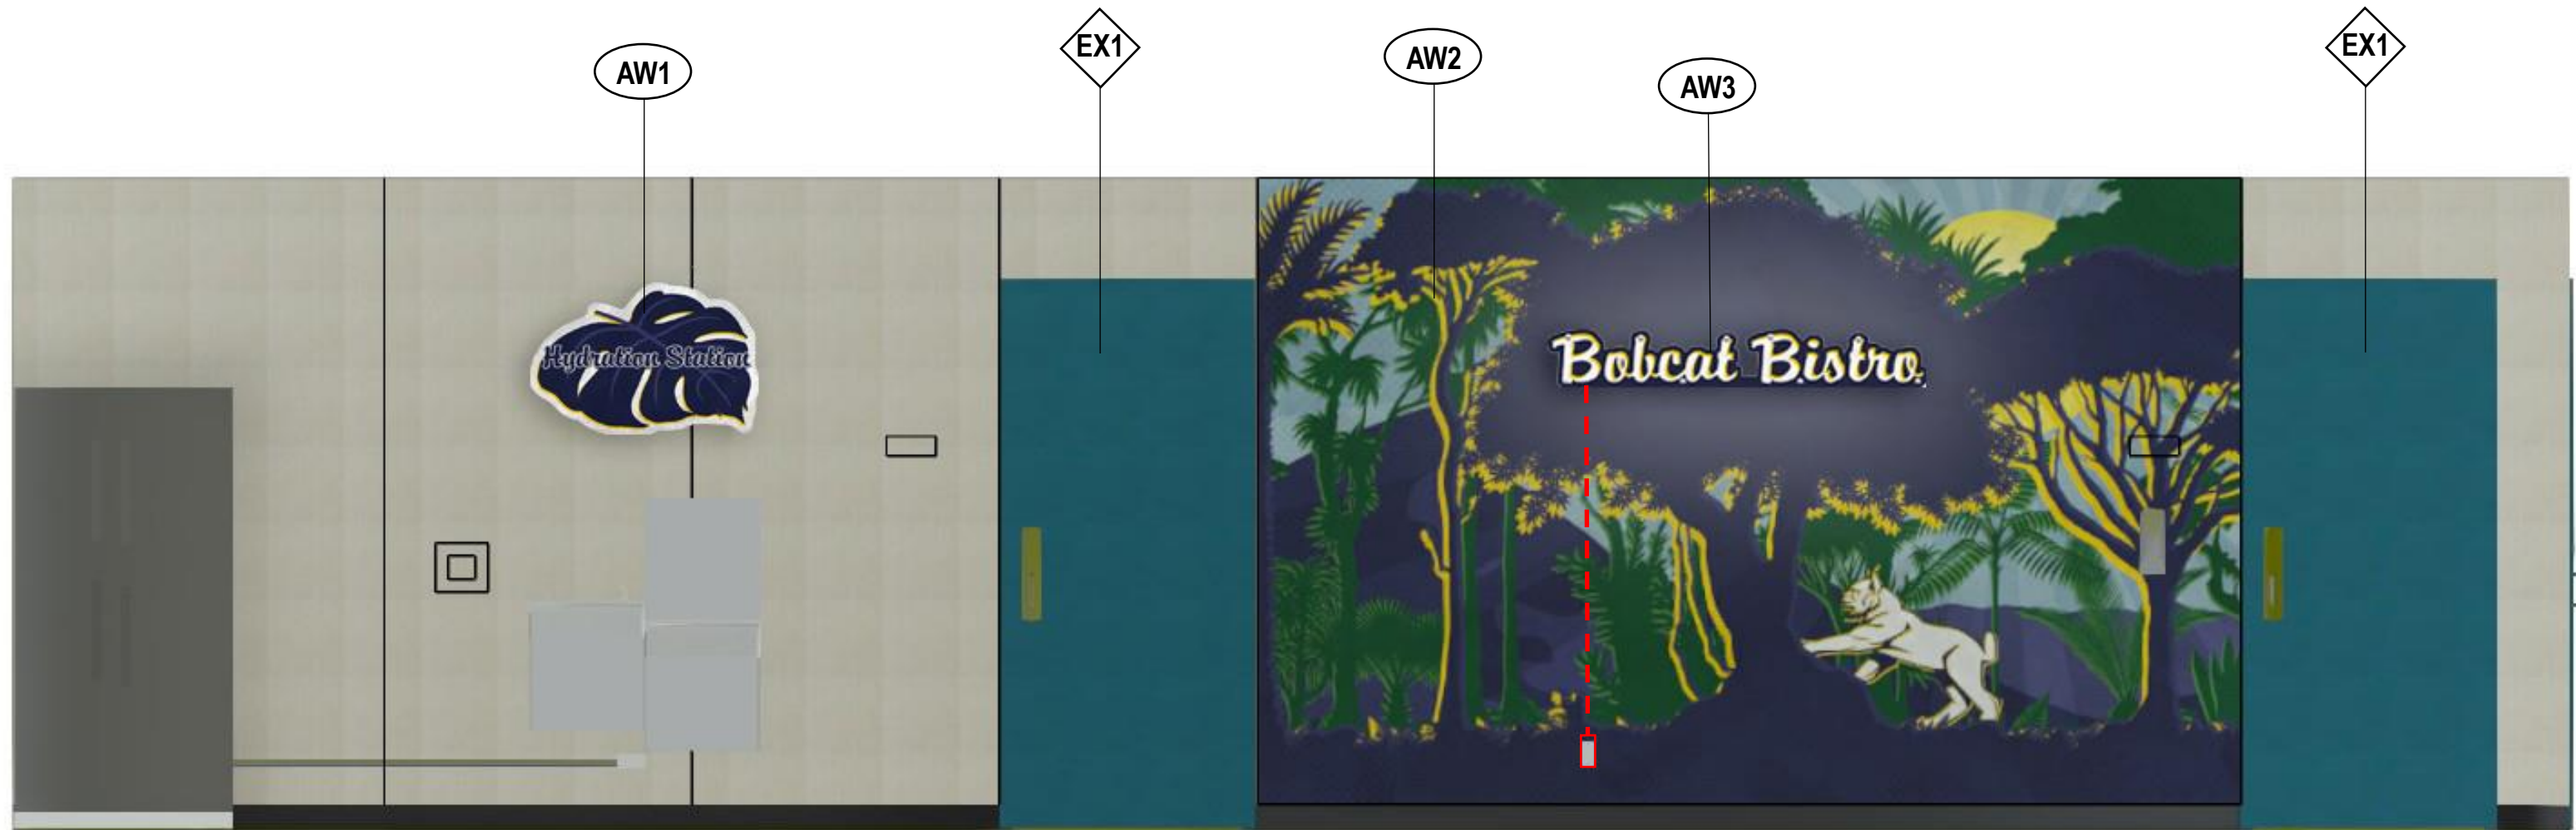 AW1
EX1
AW2
AW3
EX1
Hydration Station
Bobcat Bistro